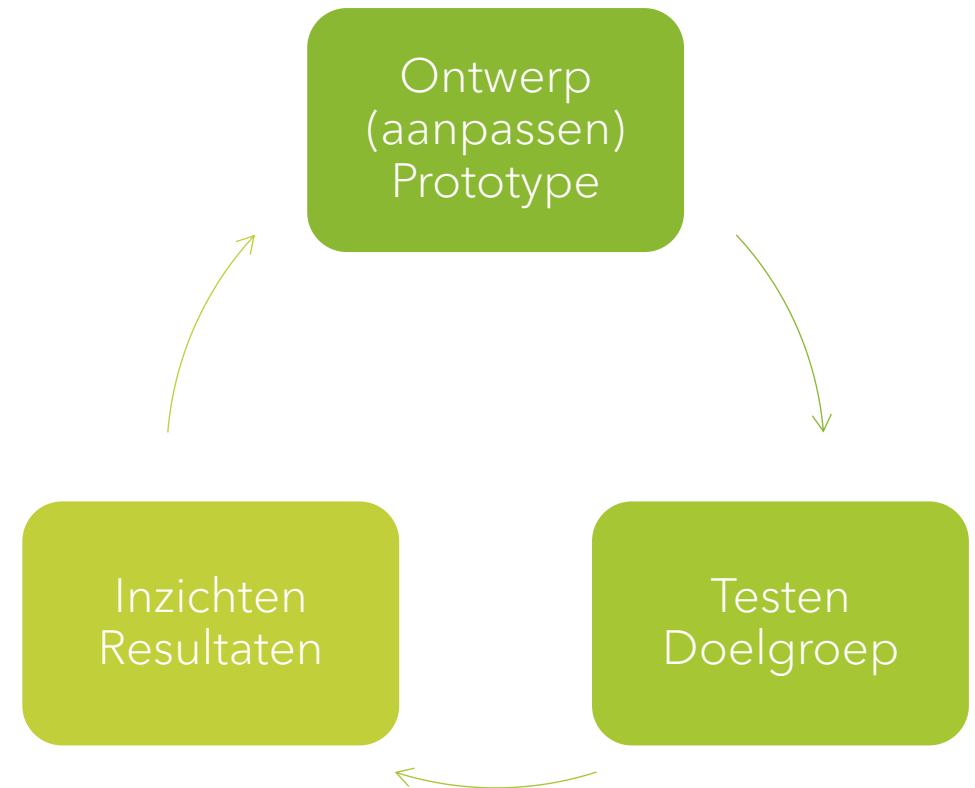 Ontwerp
(aanpassen)
Prototype
Testen
Doelgroep
Inzichten
Resultaten